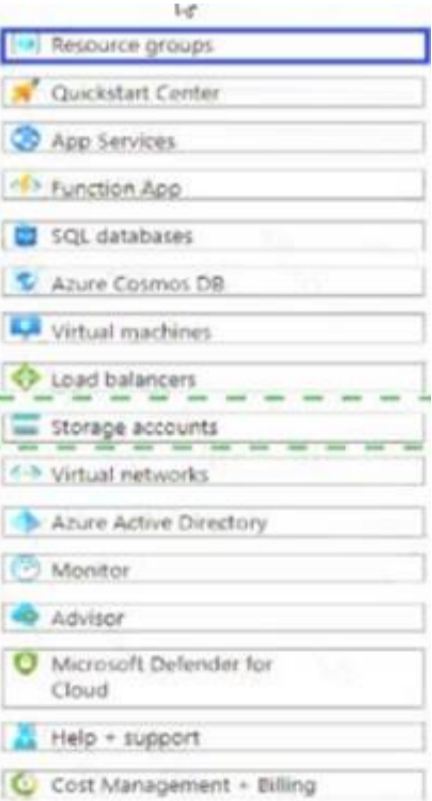 Resource groups
Quickstart Center
App Services
Function App
SQL databases
Azure Cosmos DB
Virtual machines
Load balancers
Storage accounts
Virtual networks
Azure Active Directory
Monitor
Advisor
Microsoft Defender for
Cloud
Help + support
Cost Management + Billing